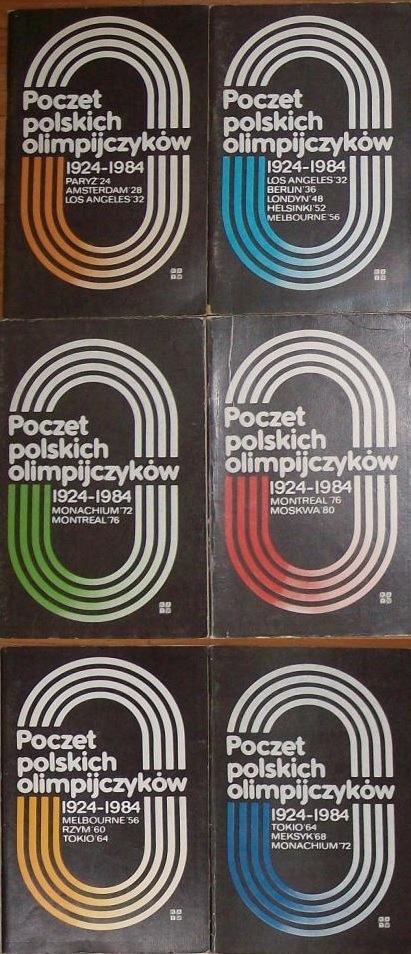 Poczet
polskich
olimpijczyków
1924-1984
PARYŻ'24
AMSTERDAM'28
LOS ANGELES'32
Poczet
polskich
olimpijczyków
1924-1984
LOS ANGELES'32
BERLIN'36
LONDYN'48
HELSINKI'52
MELBOURNE'56
Poczet
polskich
olimpijczyków
1924-1984
MONACHIUM'72
MONTREAL'76
Poczet
polskich
olimpijczyków
1924-1984
MONTREAL'76
MOSKWA'80
Poczet
polskich
olimpijczyków
1924-1984
MELBOURNE'56
RZYM'60
TOKIO'64
Poczet
polskich
olimpijczyków
1924-1984
TOKIO'64
MEKSYK'68
MONACHIUM'72